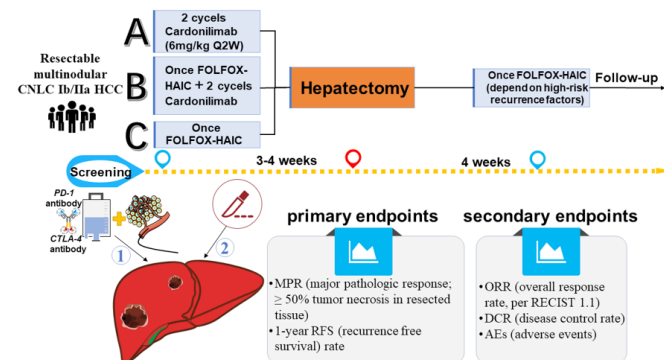 A
2 cycels
Cardonilimab
(6mg/kg Q2W)
Resectable
multinodular
CNLC Ib/IIa HCC
B
Once FOLFOX-
HAIC + 2 cycels
Cardonilimab
C
Once
FOLFOX-HAIC
Hepatectomy
Once FOLFOX-HAIC
(depend on high-risk
recurrence factors)
Follow-up
Screening
3-4 weeks
4 weeks
PD-1
antibody
CTLA-4
antibody
1
2
primary endpoints
• MPR (major pathologic response;
≥ 50% tumor necrosis in resected
tissue)
• 1-year RFS (recurrence free
survival) rate
secondary endpoints
• ORR (overall response
rate, per RECIST 1.1)
• DCR (disease control rate)
• AEs (adverse events)